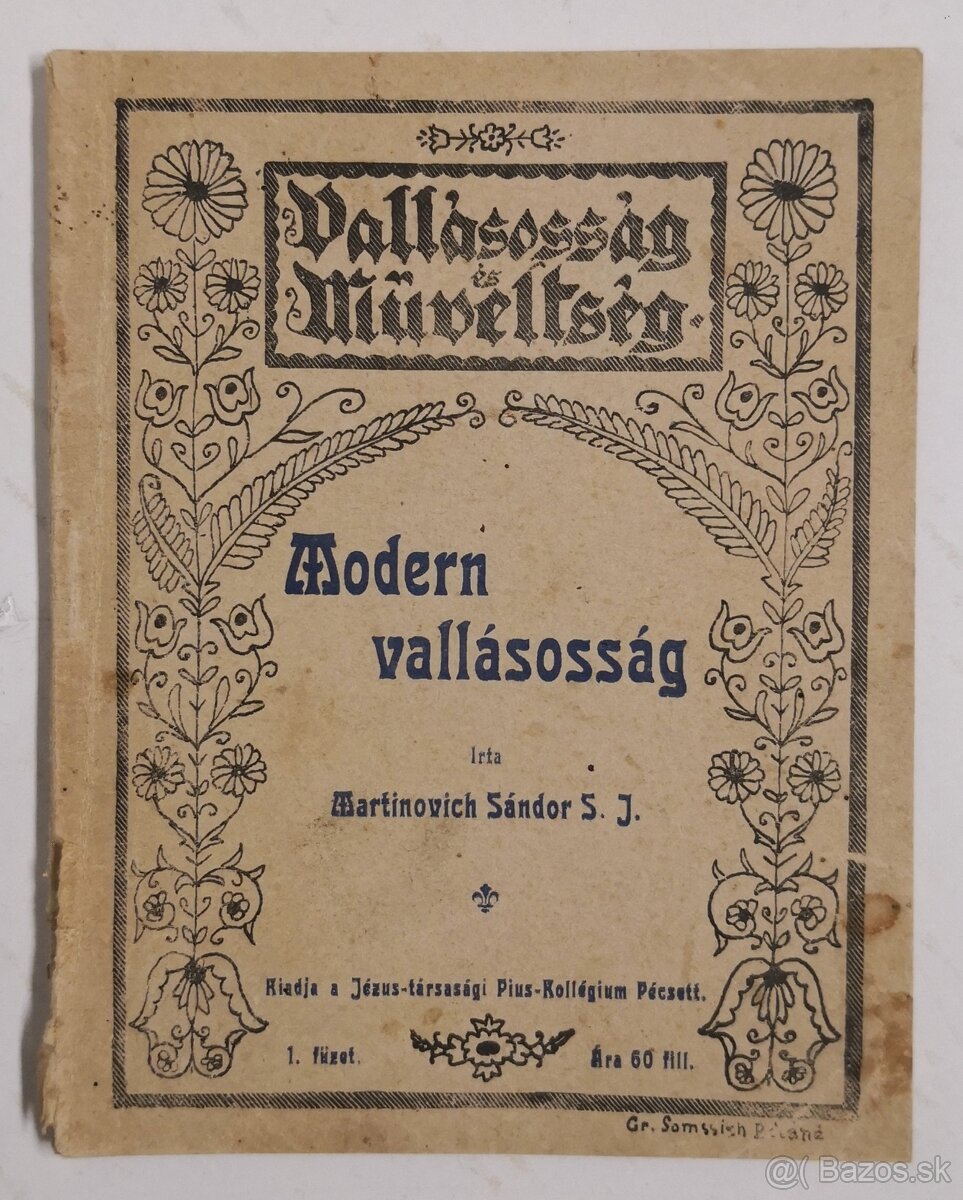 Vallásosság
és
Müveltség.
Modern
vallásosság
Irta
Martinovich Sándor S. J.
Kiadja a Jézus-társasági Pius-Kollégium Pécsett.
1. füzet.
Ára 60 fill.
Gr. Somssich
@( Bazos.sk